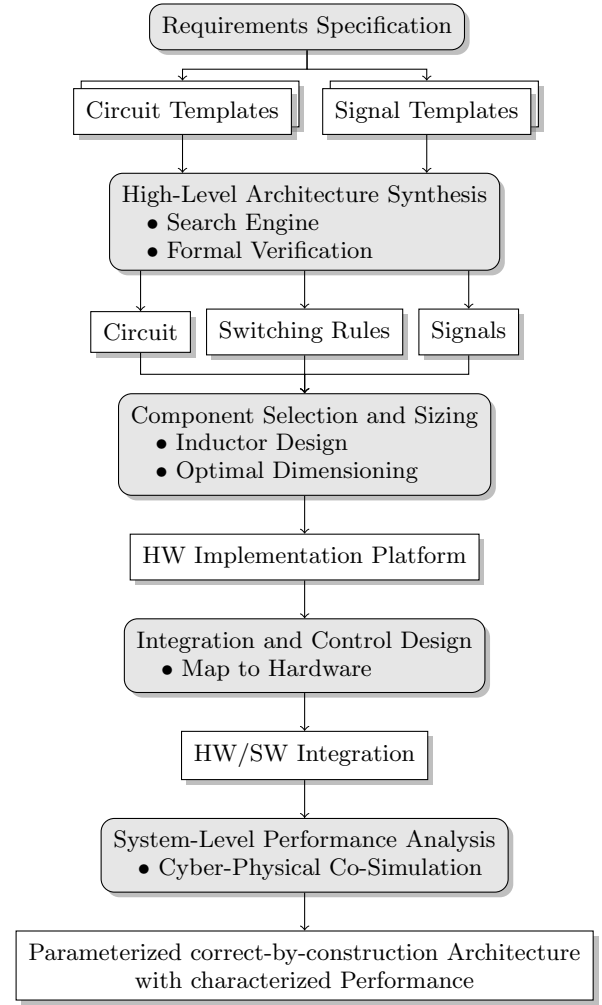 Requirements Specification
Circuit Templates
Signal Templates
High-Level Architecture Synthesis
• Search Engine
• Formal Verification
Circuit
Switching Rules
Signals
Component Selection and Sizing
• Inductor Design
• Optimal Dimensioning
HW Implementation Platform
Integration and Control Design
• Map to Hardware
HW/SW Integration
System-Level Performance Analysis
• Cyber-Physical Co-Simulation
Parameterized correct-by-construction Architecture
with characterized Performance